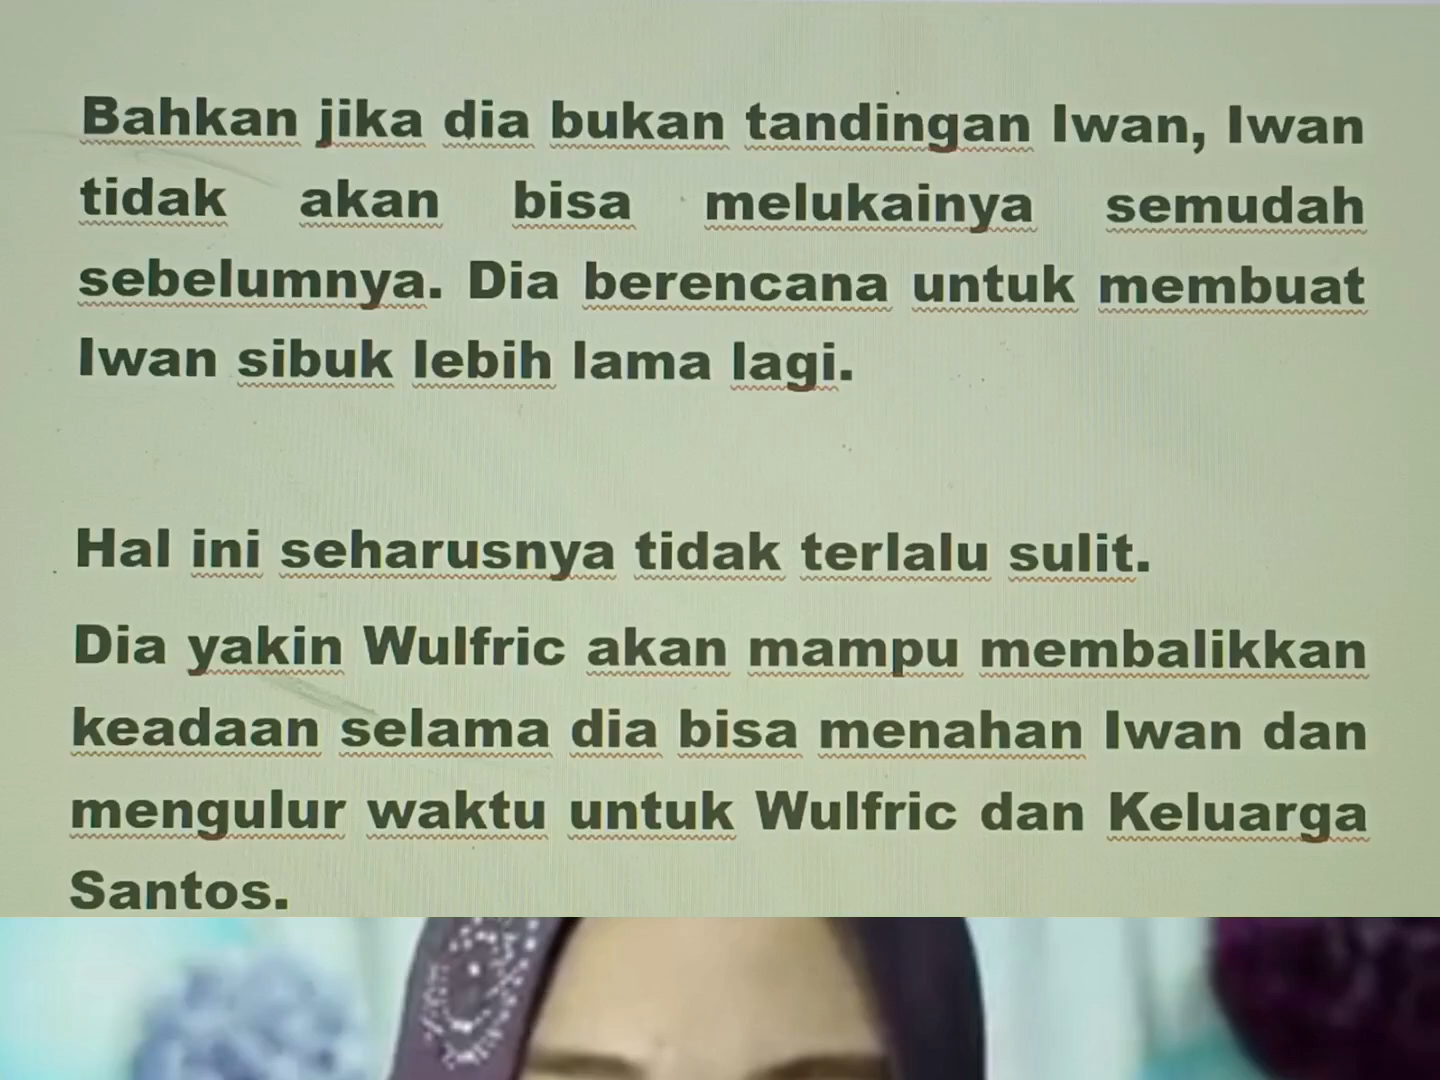 Bahkan jika dia bukan tandingan Iwan, Iwan
tidak akan bisa melukainya semudah
sebelumnya. Dia berencana untuk membuat
Iwan sibuk lebih lama lagi.
Hal ini seharusnya tidak terlalu sulit.
Dia yakin Wulfric akan mampu membalikkan
keadaan selama dia bisa menahan Iwan dan
mengulur waktu untuk Wulfric dan Keluarga
Santos.